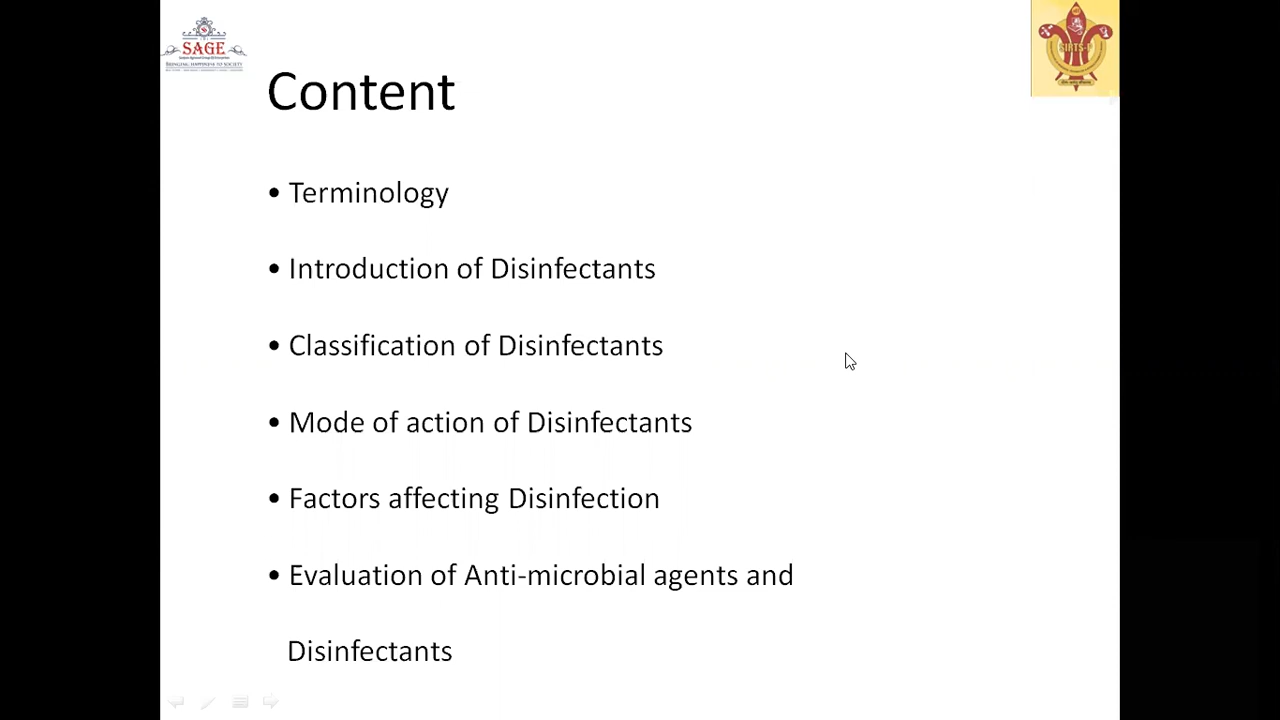 SAGE
BRINGING HAPPINESS TO SOCIETY
Content
• Terminology
• Introduction of Disinfectants
• Classification of Disinfectants
• Mode of action of Disinfectants
• Factors affecting Disinfection
• Evaluation of Anti-microbial agents and
Disinfectants